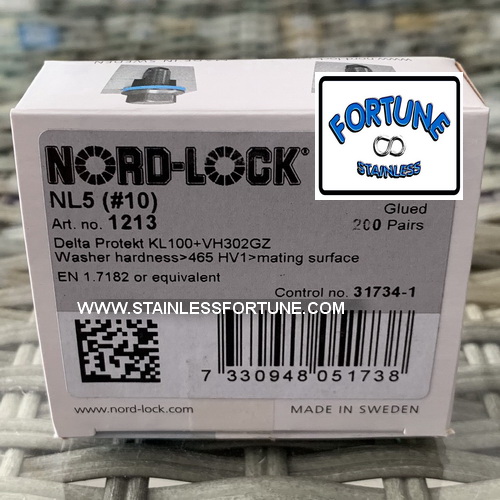 NORD-LOCK
FORTUNE
STAINLESS
NORD-LOCK®
NL5 (#10)
Glued
Art. no. 1213
200 Pairs
Delta Protekt KL100+VH302GZ
Washer hardness>465 HV1>mating surface
EN 1.7182 or equivalent
Control no. 31734-1
WWW.STAINLESSFORTUNE.COM
7 330948 051738
www.nord-lock.com
MADE IN SWEDEN